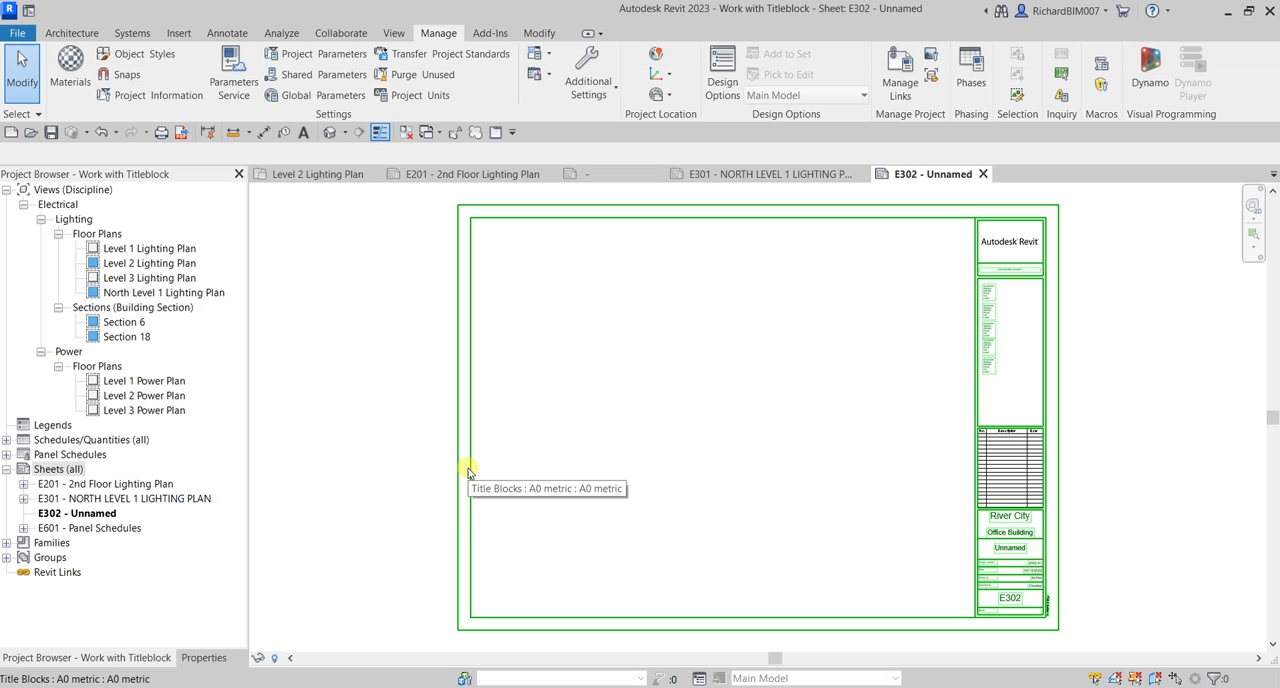 Autodesk Revit 2023 - Work with Titleblock - Sheet: E302 - Unnamed
RichardBIM007
File Architecture Systems Insert Annotate Analyze Collaborate View Manage Add-Ins Modify
Modify
Materials
Object Styles
Snaps
Project Information
Parameters
Service
Project Parameters
Shared Parameters
Global Parameters
Transfer Project Standards
Purge Unused
Project Units
Additional
Settings
Design
Options
Add to Set
Pick to Edit
Main Model
Manage
Links
Phases
Dynamo
Dynamo
Player
Select
Settings
Project Location
Design Options
Manage Project
Phasing
Selection
Inquiry
Macros
Visual Programming
Project Browser - Work with Titleblock
Level 2 Lighting Plan
E201 - 2nd Floor Lighting Plan
-
E301 - NORTH LEVEL 1 LIGHTING P...
E302 - Unnamed
Views (Discipline)
Electrical
Lighting
Floor Plans
Level 1 Lighting Plan
Level 2 Lighting Plan
Level 3 Lighting Plan
North Level 1 Lighting Plan
Sections (Building Section)
Section 6
Section 18
Power
Floor Plans
Level 1 Power Plan
Level 2 Power Plan
Level 3 Power Plan
Legends
Schedules/Quantities (all)
Panel Schedules
Sheets (all)
E201 - 2nd Floor Lighting Plan
E301 - NORTH LEVEL 1 LIGHTING PLAN
E302 - Unnamed
E601 - Panel Schedules
Families
Groups
Revit Links
Autodesk Revit
Title Blocks : A0 metric : A0 metric
River City
Office Building
Unnamed
E302
Project Browser - Work with Titleblock
Properties
Title Blocks : A0 metric : A0 metric
:0
Main Model
:0